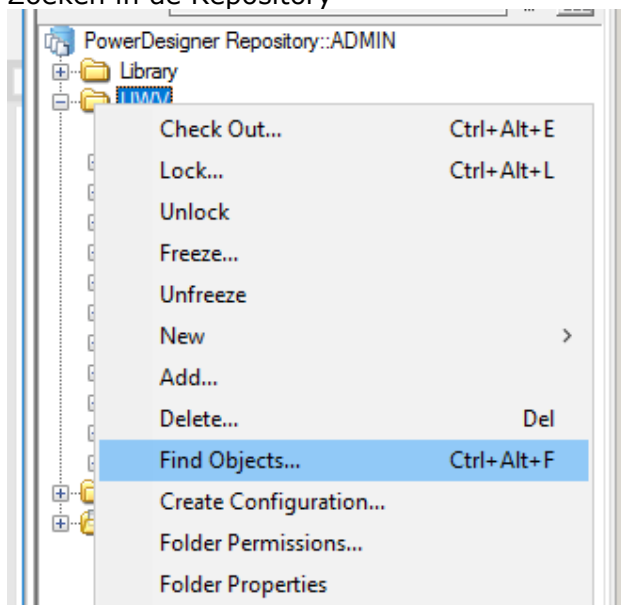 Zoeken in de Repository
PowerDesigner Repository::ADMIN
Library
UWV
Check Out... Ctrl+Alt+E
Lock... Ctrl+Alt+L
Unlock
Freeze...
Unfreeze
New >
Add...
Delete... Del
Find Objects... Ctrl+Alt+F
Create Configuration...
Folder Permissions...
Folder Properties